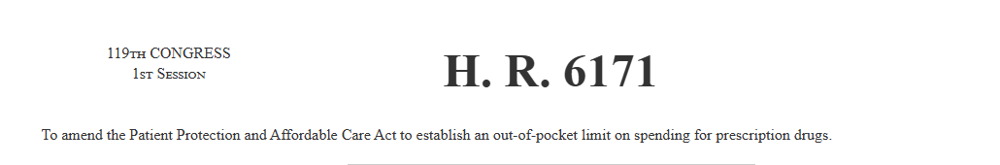 119TH CONGRESS
1ST SESSION
H. R. 6171
To amend the Patient Protection and Affordable Care Act to establish an out-of-pocket limit on spending for prescription drugs.